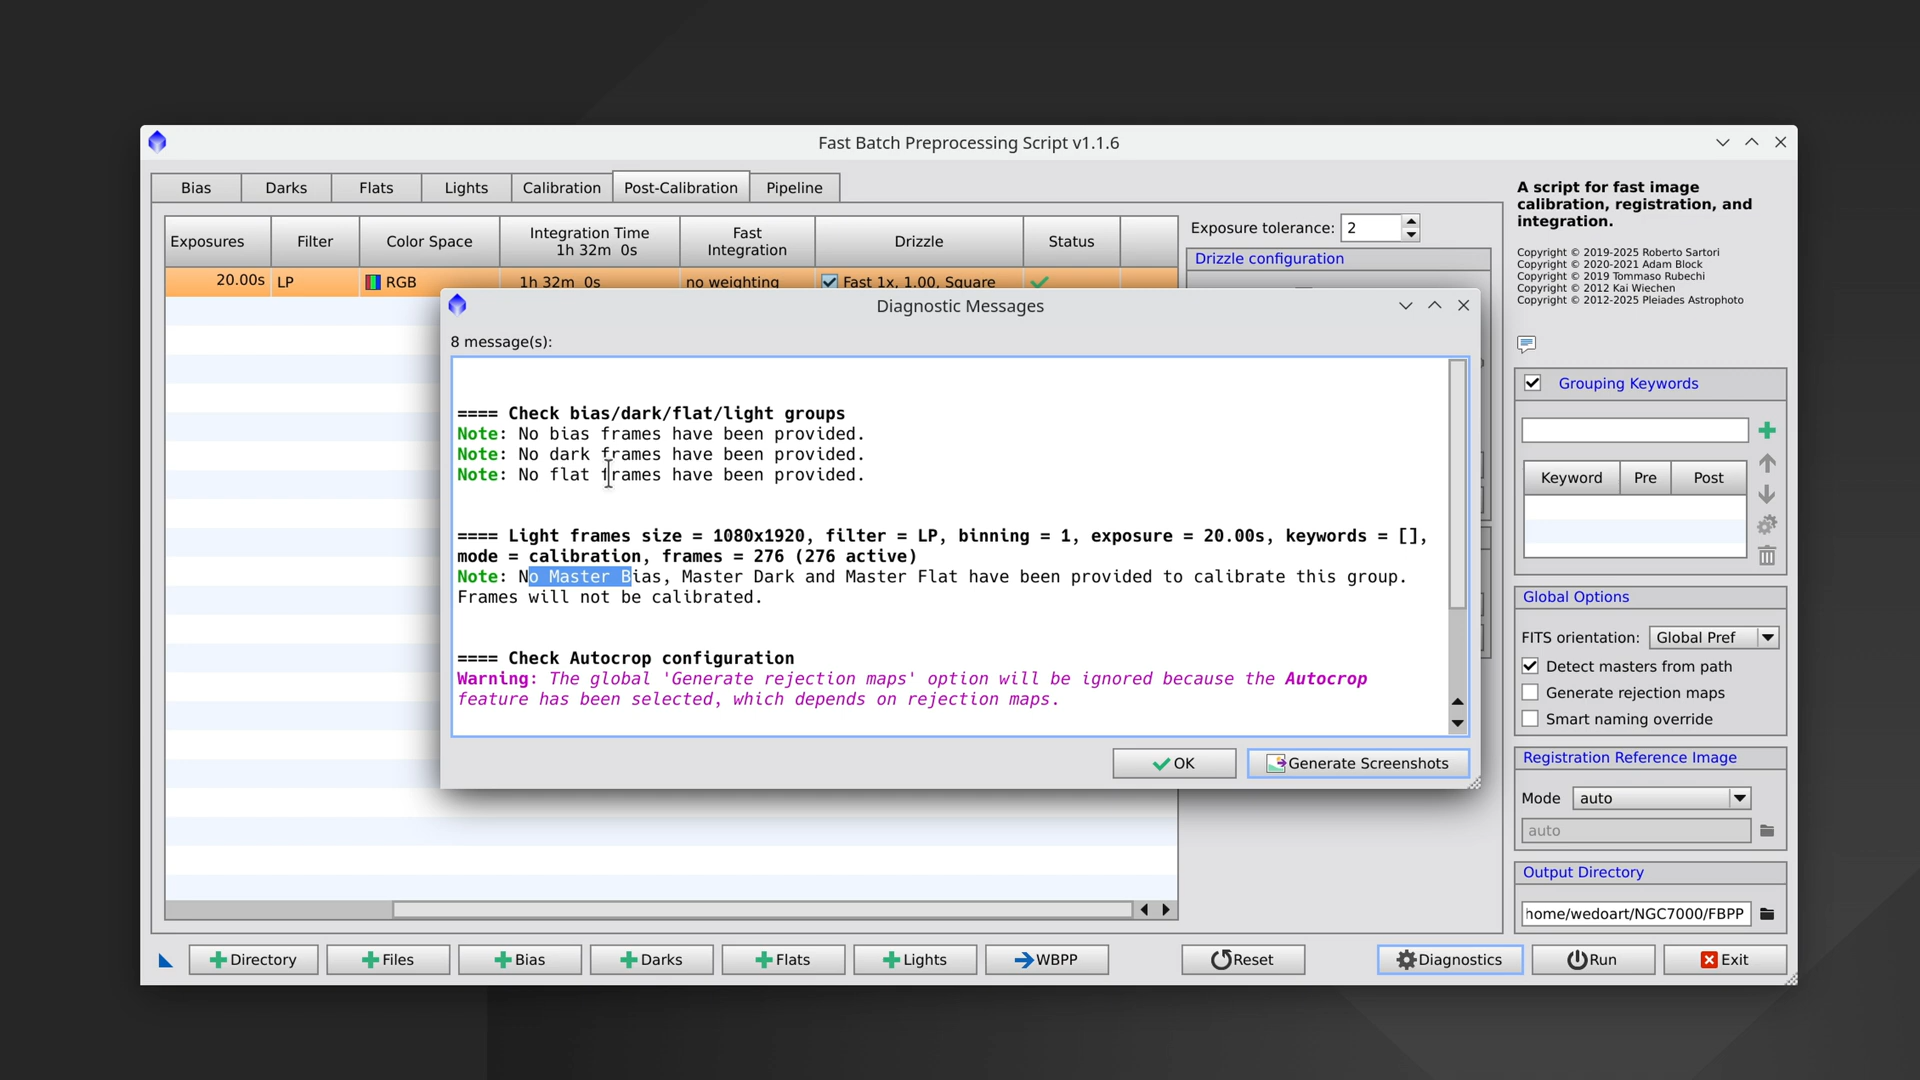 Fast Batch Preprocessing Script v1.1.6
Bias
Darks
Flats
Lights
Calibration
Post-Calibration
Pipeline
Exposures
Filter
Color Space
Integration Time
1h 32m 0s
Fast
Integration
Drizzle
Status
20.00s
LP
RGB
1h 32m 0s
no weighting
Fast 1x, 1.00, Square
Exposure tolerance:
2
Drizzle configuration
A script for fast image
calibration, registration, and
integration.
Copyright © 2019-2025 Roberto Sartori
Copyright © 2020-2021 Adam Block
Copyright © 2019 Tommaso Rubechi
Copyright © 2012 Kai Wiechen
Copyright © 2012-2025 Pleiades Astrophoto
Diagnostic Messages
8 message(s):
==== Check bias/dark/flat/light groups
Note: No bias frames have been provided.
Note: No dark frames have been provided.
Note: No flat frames have been provided.
==== Light frames size = 1080x1920, filter = LP, binning = 1, exposure = 20.00s, keywords = [],
mode = calibration, frames = 276 (276 active)
Note: No Master Bias, Master Dark and Master Flat have been provided to calibrate this group.
Frames will not be calibrated.
==== Check Autocrop configuration
Warning: The global 'Generate rejection maps' option will be ignored because the Autocrop
feature has been selected, which depends on rejection maps.
OK
Generate Screenshots
Grouping Keywords
Keyword
Pre
Post
Global Options
FITS orientation:
Global Pref
Detect masters from path
Generate rejection maps
Smart naming override
Registration Reference Image
Mode
auto
auto
Output Directory
home/wedoart/NGC7000/FBPP
Directory
Files
Bias
Darks
Flats
Lights
WBPP
Reset
Diagnostics
Run
Exit